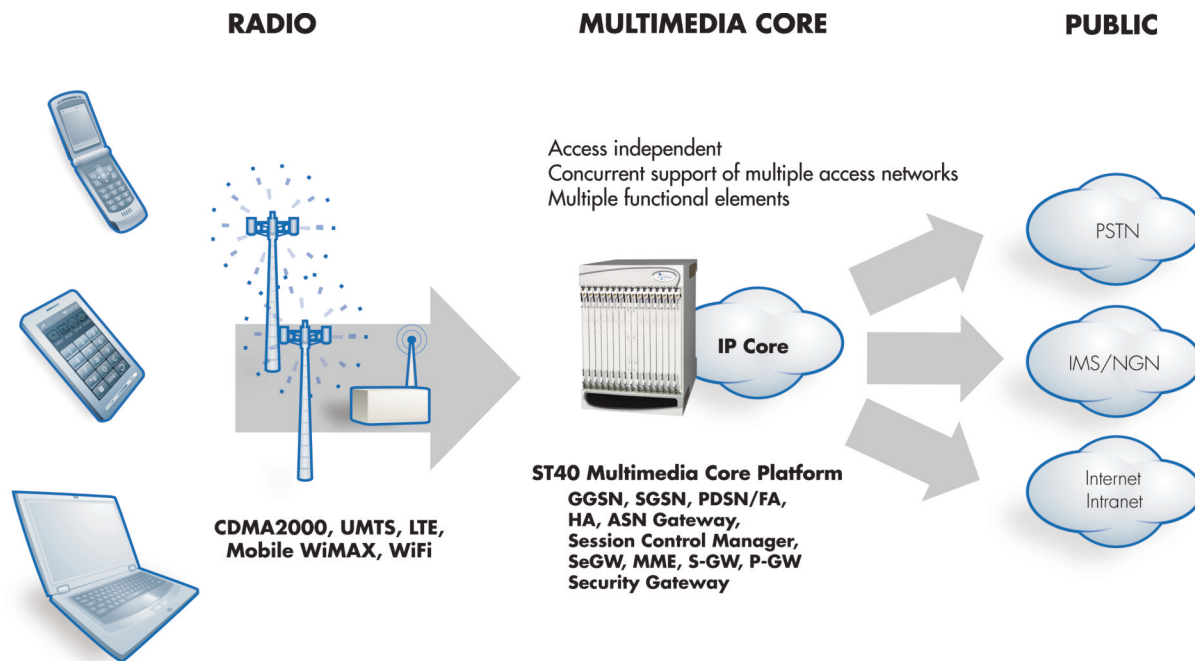 RADIO
MULTIMEDIA CORE
PUBLIC
Access independent
Concurrent support of multiple access networks
Multiple functional elements
PSTN
IP Core
IMS/NGN
ST40 Multimedia Core Platform
GGSN, SGSN, PDSN/FA,
HA, ASN Gateway,
Session Control Manager,
SeGW, MME, S-GW, P-GW
Security Gateway
Internet
Intranet
CDMA2000, UMTS, LTE,
Mobile WiMAX, WiFi